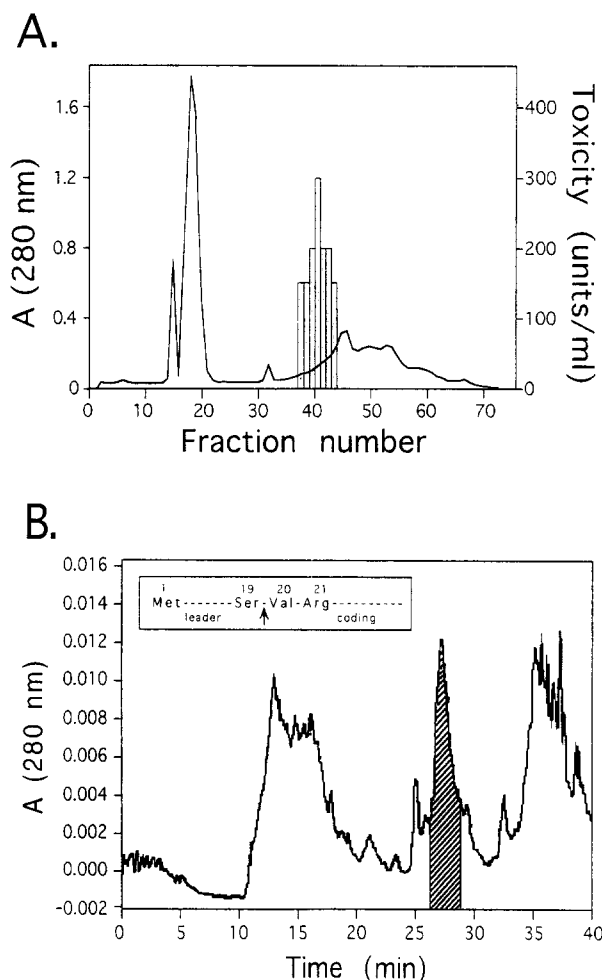 A.
A (280 nm)
1.6
1.2
0.8
0.4
0
Toxicity (units/ml)
400
300
200
100
0
0 10 20 30 40 50 60 70
Fraction number
B.
A (280 nm)
0.016
0.014
0.012
0.010
0.008
0.006
0.004
0.002
0.000
-0.002
1 19 20 21
Met------Ser-Val-Arg-------
leader coding
0 5 10 15 20 25 30 35 40
Time (min)